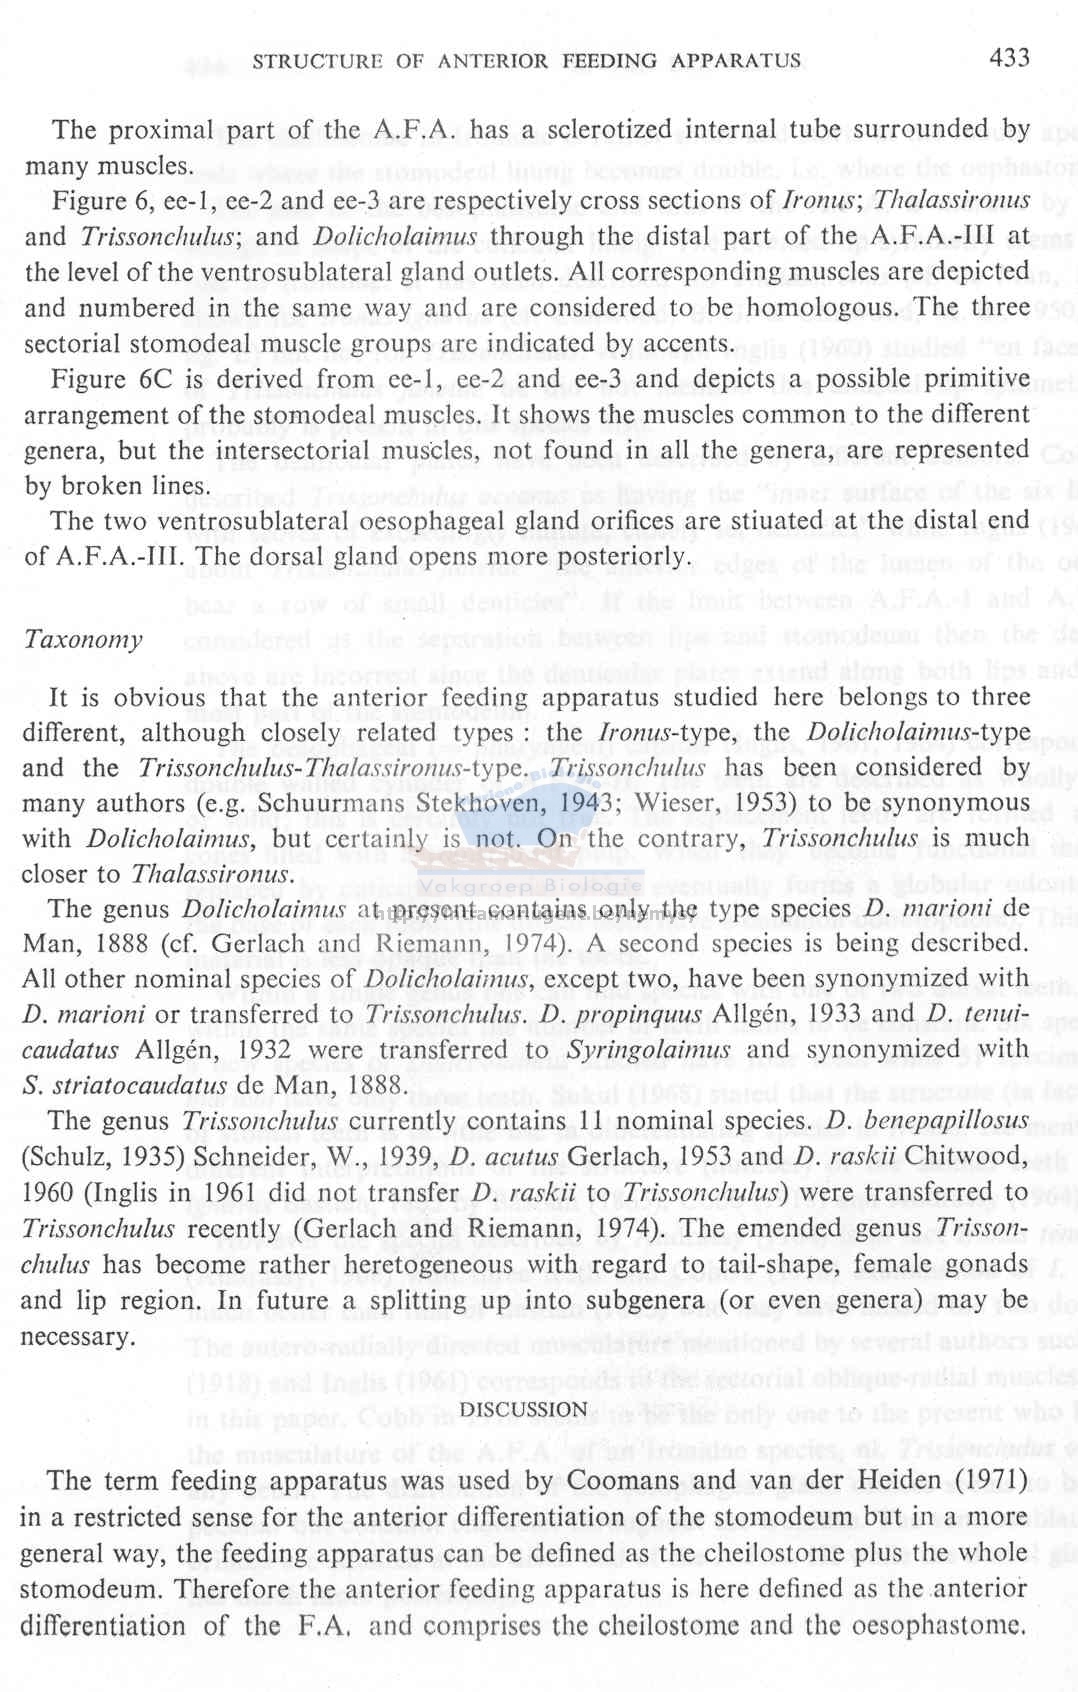 STRUCTURE OF ANTERIOR FEEDING APPARATUS 433
The proximal part of the A.F.A. has a sclerotized internal tube surrounded by
many muscles.
Figure 6, ee-1, ee-2 and ee-3 are respectively cross sections of Ironus; Thalassironus
and Trissonchulus; and Dolicholaimus through the distal part of the A.F.A.-III at
the level of the ventrosublateral gland outlets. All corresponding muscles are depicted
and numbered in the same way and are considered to be homologous. The three
sectorial stomodeal muscle groups are indicated by accents.
Figure 6C is derived from ee-1, ee-2 and ee-3 and depicts a possible primitive
arrangement of the stomodeal muscles. It shows the muscles common to the different
genera, but the intersectorial muscles, not found in all the genera, are represented
by broken lines.
The two ventrosublateral oesophageal gland orifices are stiuated at the distal end
of A.F.A.-III. The dorsal gland opens more posteriorly.
Taxonomy
It is obvious that the anterior feeding apparatus studied here belongs to three
different, although closely related types : the Ironus-type, the Dolicholaimus-type
and the Trissonchulus-Thalassironus-type. Trissonchulus has been considered by
many authors (e.g. Schuurmans Stekhoven, 1943; Wieser, 1953) to be synonymous
with Dolicholaimus, but certainly is not. On the contrary, Trissonchulus is much
closer to Thalassironus.
Vakgroep Biologie
The genus Dolicholaimus at present contains only the type species D. marioni de
Man, 1888 (cf. Gerlach and Riemann, 1974). A second species is being described.
All other nominal species of Dolicholaimus, except two, have been synonymized with
D. marioni or transferred to Trissonchulus. D. propinquus Allgén, 1933 and D. tenui-
caudatus Allgén, 1932 were transferred to Syringolaimus and synonymized with
S. striatocaudatus de Man, 1888.
The genus Trissonchulus currently contains 11 nominal species. D. benepapillosus
(Schulz, 1935) Schneider, W., 1939, D. acutus Gerlach, 1953 and D. raskii Chitwood,
1960 (Inglis in 1961 did not transfer D. raskii to Trissonchulus) were transferred to
Trissonchulus recently (Gerlach and Riemann, 1974). The emended genus Trisson-
chulus has become rather heretogeneous with regard to tail-shape, female gonads
and lip region. In future a splitting up into subgenera (or even genera) may be
necessary.
DISCUSSION
The term feeding apparatus was used by Coomans and van der Heiden (1971)
in a restricted sense for the anterior differentiation of the stomodeum but in a more
general way, the feeding apparatus can be defined as the cheilostome plus the whole
stomodeum. Therefore the anterior feeding apparatus is here defined as the anterior
differentiation of the F.A. and comprises the cheilostome and the oesophastome.